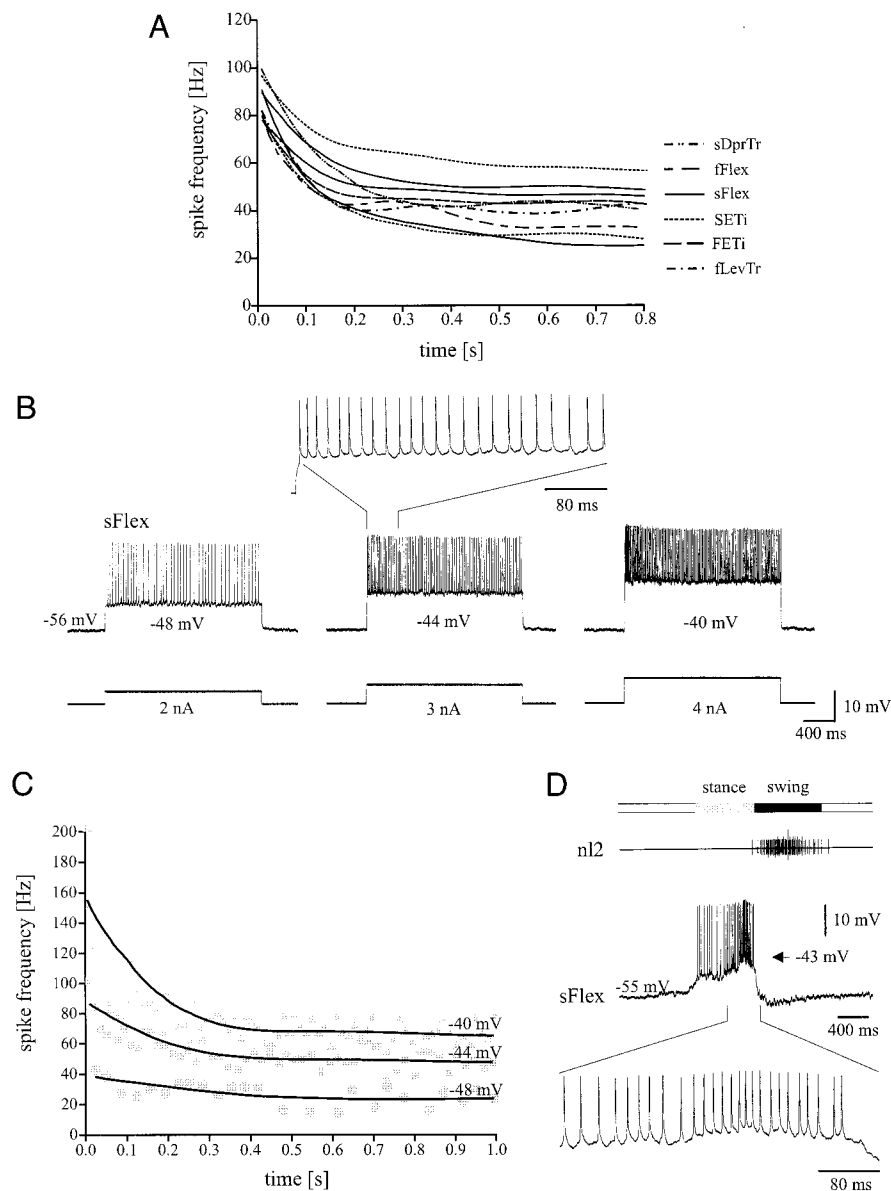 A
spike frequency [Hz]
120
100
80
60
40
20
0
0.0 0.1 0.2 0.3 0.4 0.5 0.6 0.7 0.8
time [s]
sDprTr
fFlex
sFlex
SETi
FETi
fLevTr
B
80 ms
sFlex
-56 mV
-48 mV
-44 mV
-40 mV
2 nA
3 nA
4 nA
10 mV
400 ms
C
spike frequency [Hz]
200
180
160
140
120
100
80
60
40
20
0
0.0 0.1 0.2 0.3 0.4 0.5 0.6 0.7 0.8 0.9 1.0
time [s]
-40 mV
-44 mV
-48 mV
D
stance swing
nl2
10 mV
-43 mV
-55 mV
sFlex
400 ms
80 ms